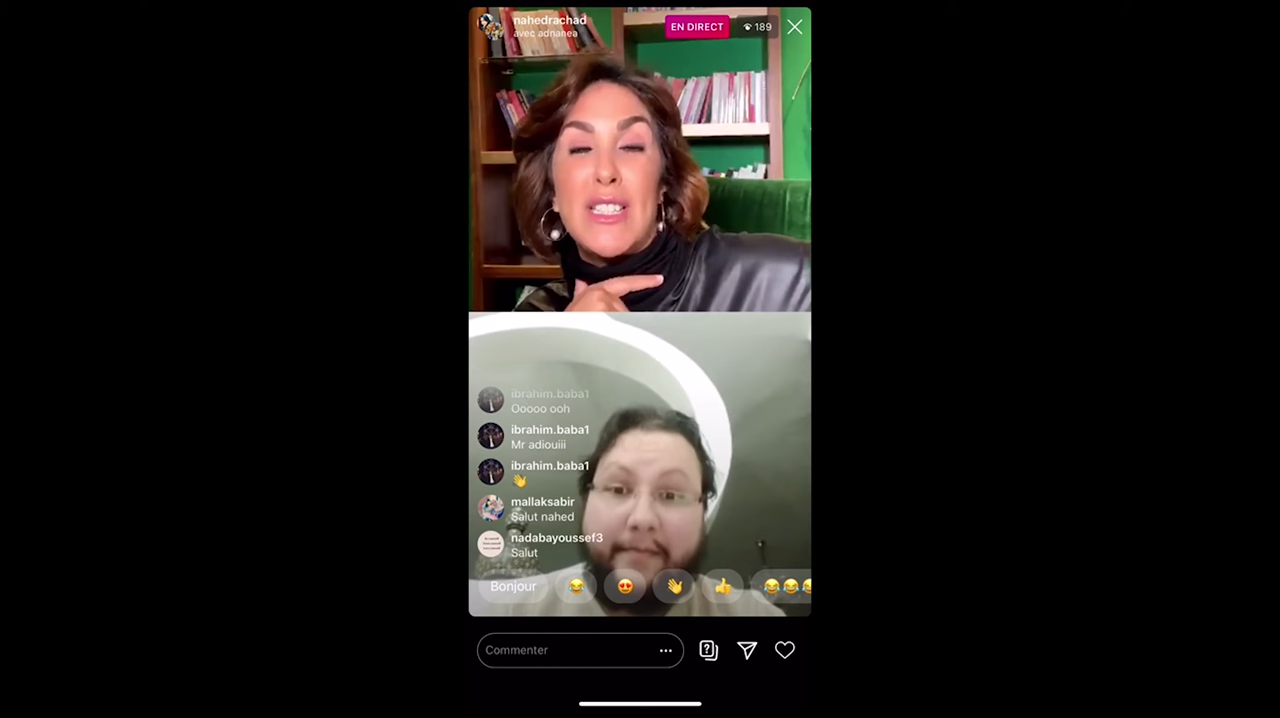 nahedrachad
avec adnanea
EN DIRECT
189
ibrahim.baba1
Ooooo ooh
ibrahim.baba1
Mr adiouiii
ibrahim.baba1
👋
mallaksabir
Salut nahed
nadabayoussef3
Salut
Bonjour 😂 😍 👋 👍 😂😂😂
Commenter